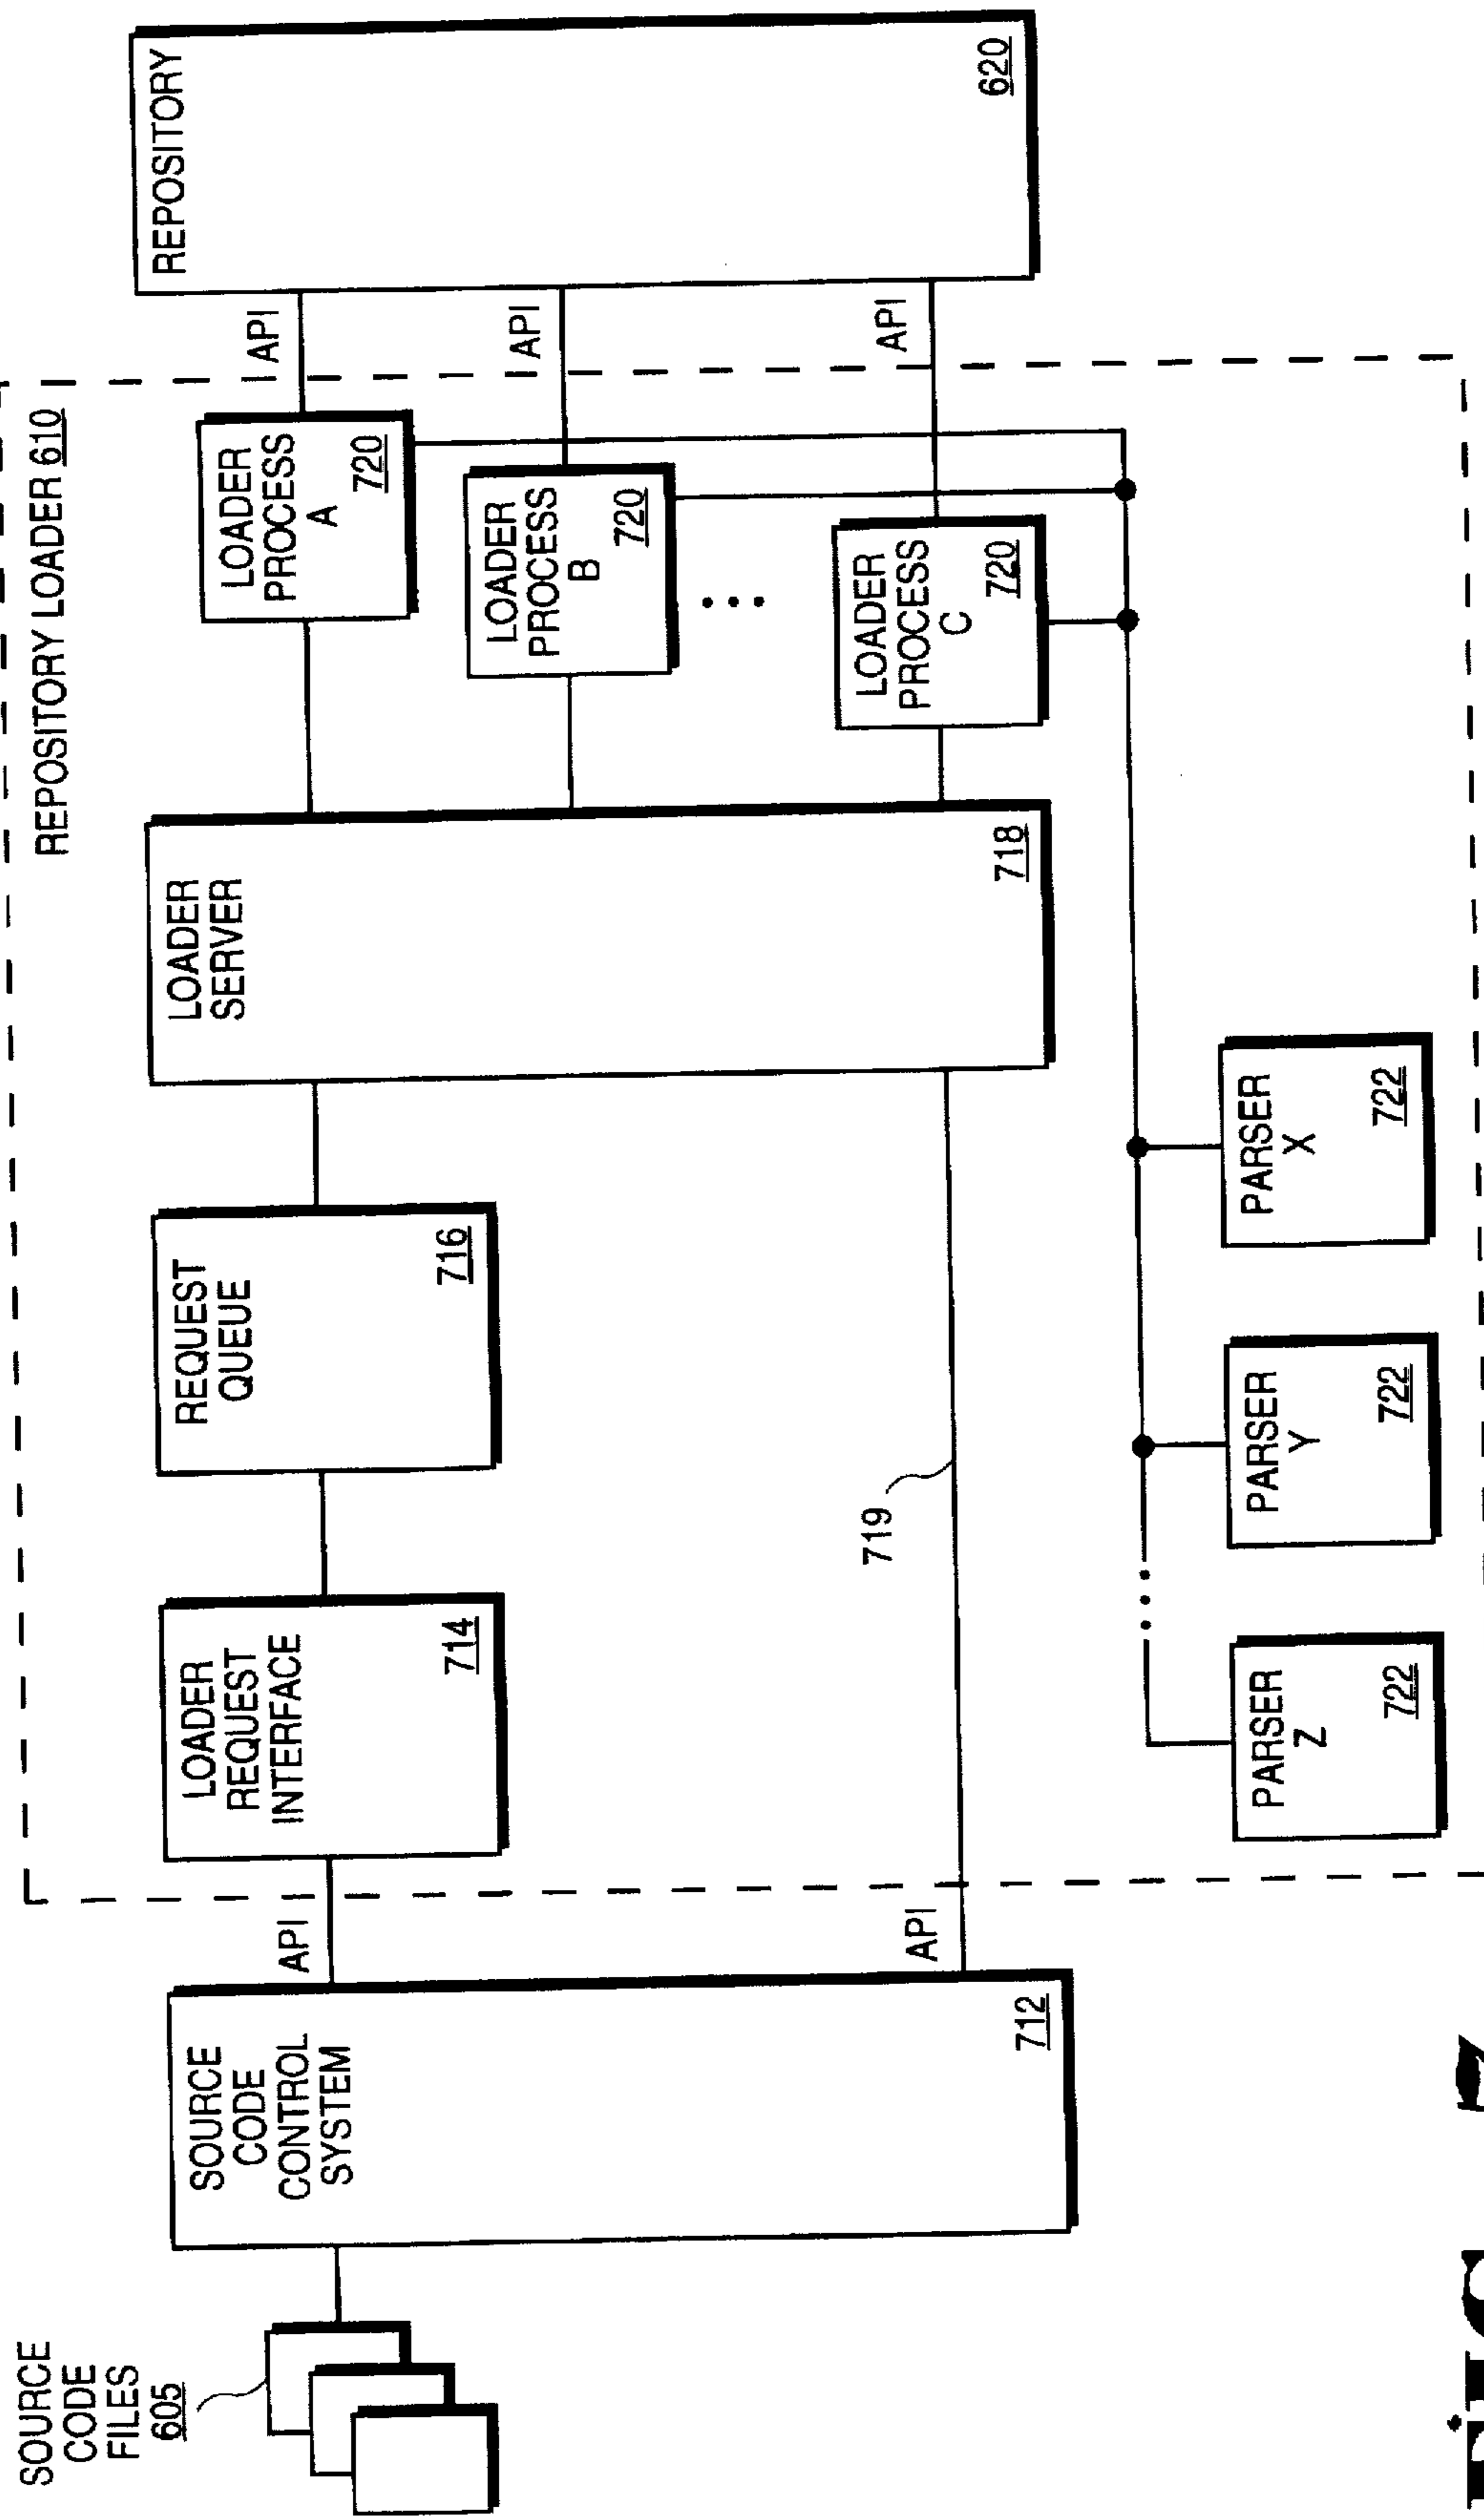 SOURCE
CODE
FILES
605
SOURCE
CODE
CONTROL
SYSTEM
712
API
API
REPOSITORY LOADER 610
LOADER
REQUEST
INTERFACE
714
REQUEST
QUEUE
716
719
LOADER
SERVER
718
LOADER
PROCESS
A
720
LOADER
PROCESS
B
720
LOADER
PROCESS
C
720
API
API
API
REPOSITORY
620
PARSER
Z
722
PARSER
Y
722
PARSER
X
722